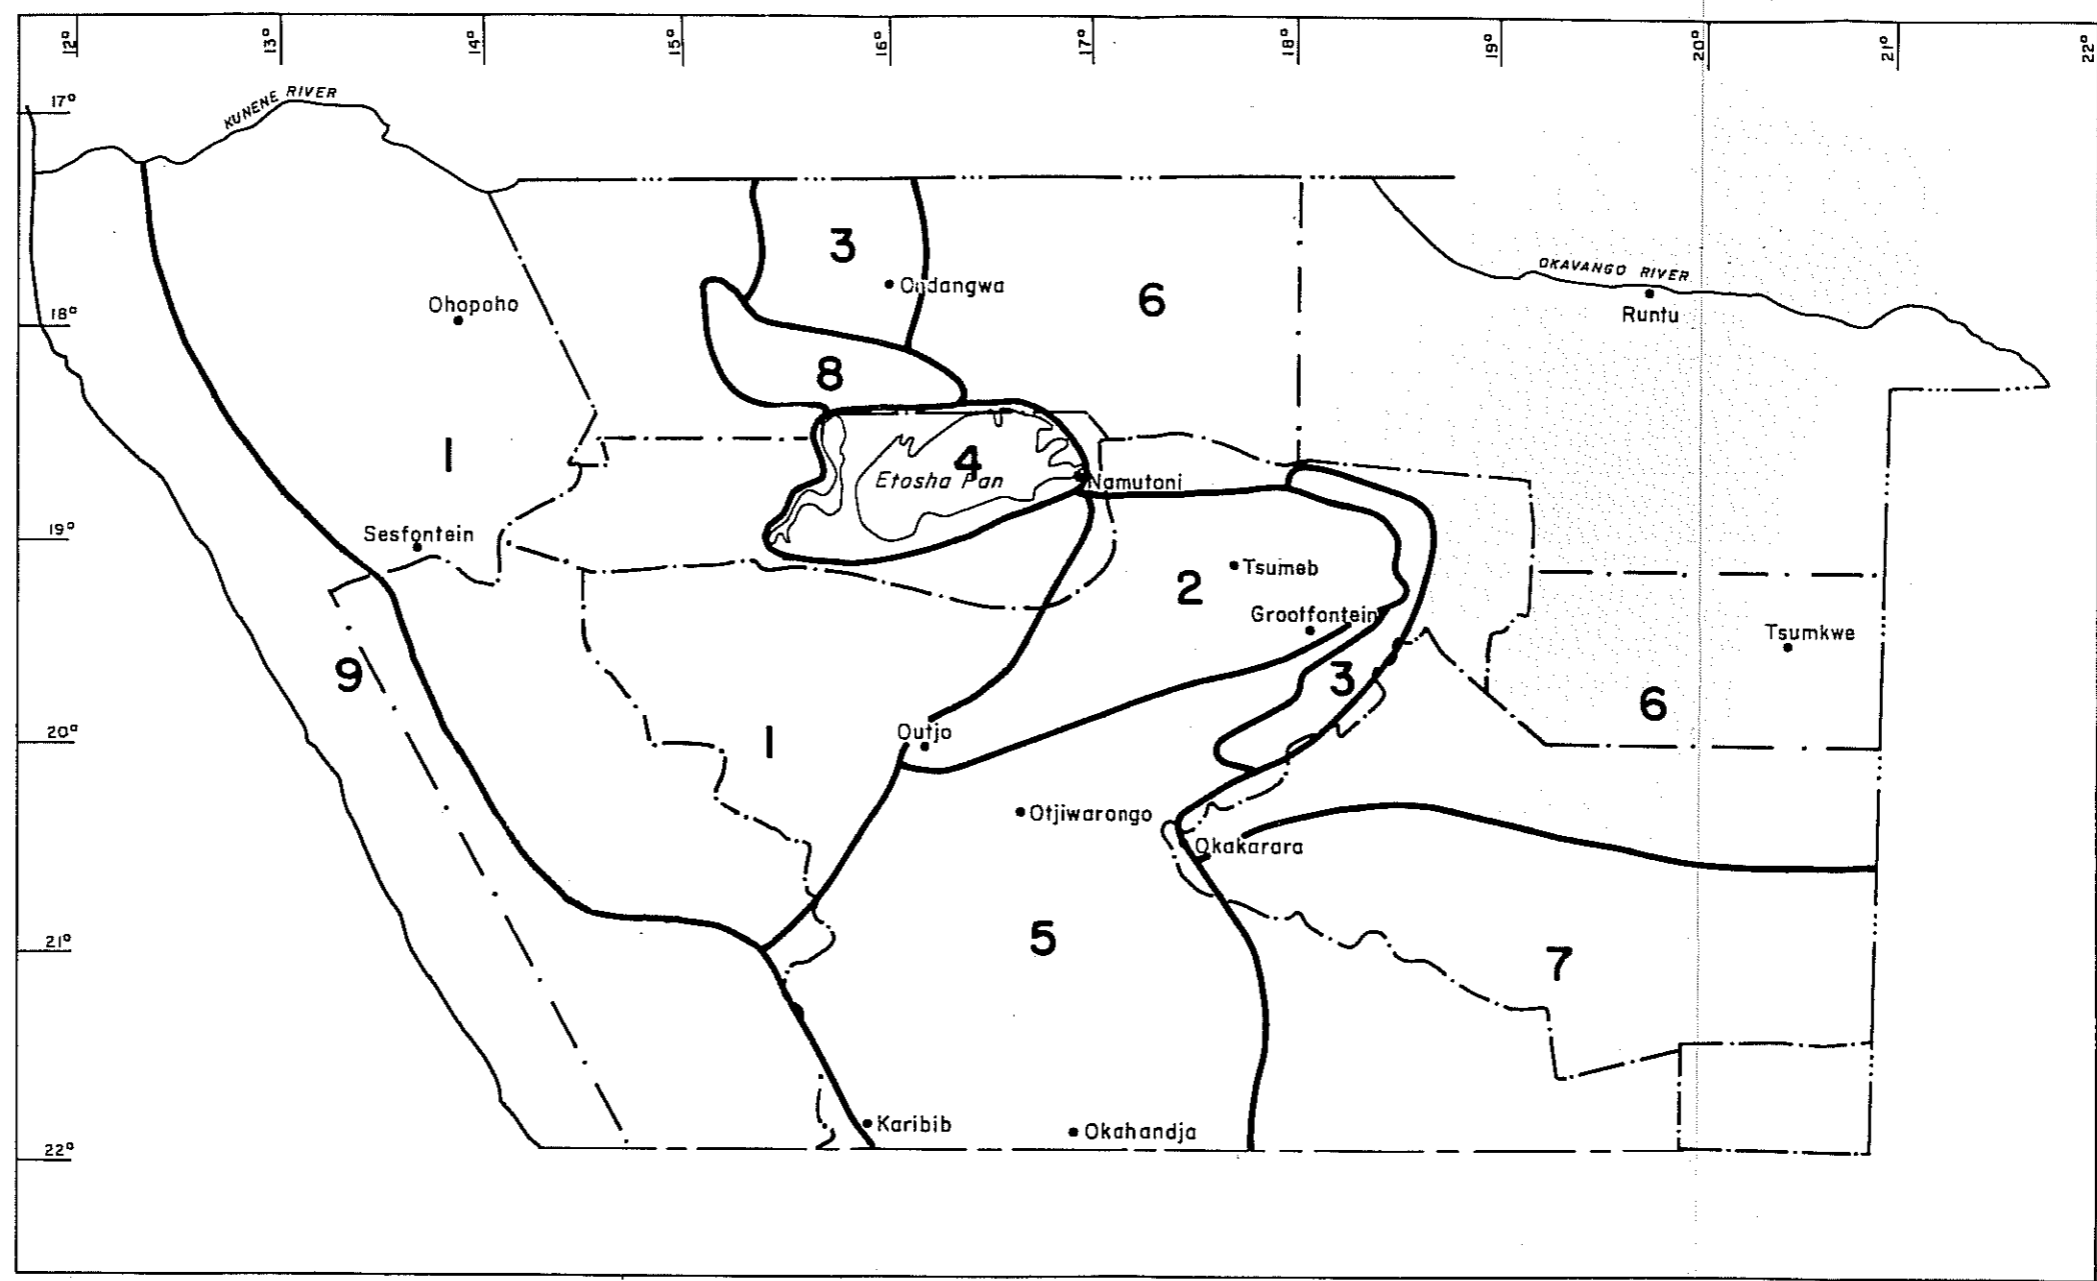 12° 13° 14° 15° 16° 17° 18° 19° 20° 21° 22°
KUNENE RIVER
17°
3
OKAVANGO RIVER
Ondangwa
6
Ohopoho
18°
Runtu
8
1
4
Etosha Pan
Namutoni
19°
Sesfontein
Tsumeb
2
Grootfontein
Tsumkwe
9
3
6
20°
Outjo
1
Otjiwarongo
Okakarara
21°
5
7
Karibib
Okahandja
22°